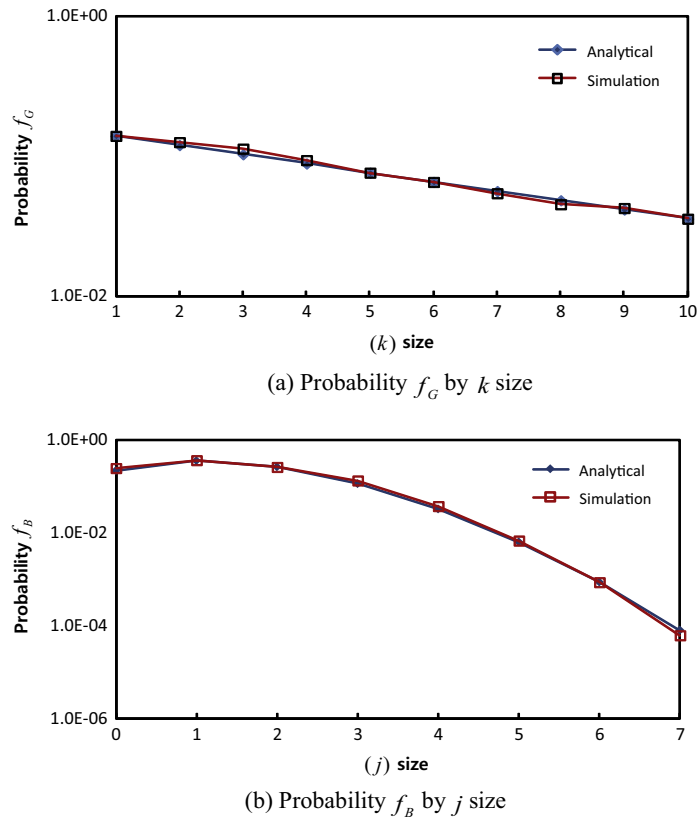 1.0E+00
Analytical
Simulation
Probability f_G
1.0E-02
1 2 3 4 5 6 7 8 9 10
(k) size
(a) Probability f_G by k size
1.0E+00
Analytical
Simulation
1.0E-02
Probability f_B
1.0E-04
1.0E-06
0 1 2 3 4 5 6 7
(j) size
(b) Probability f_B by j size